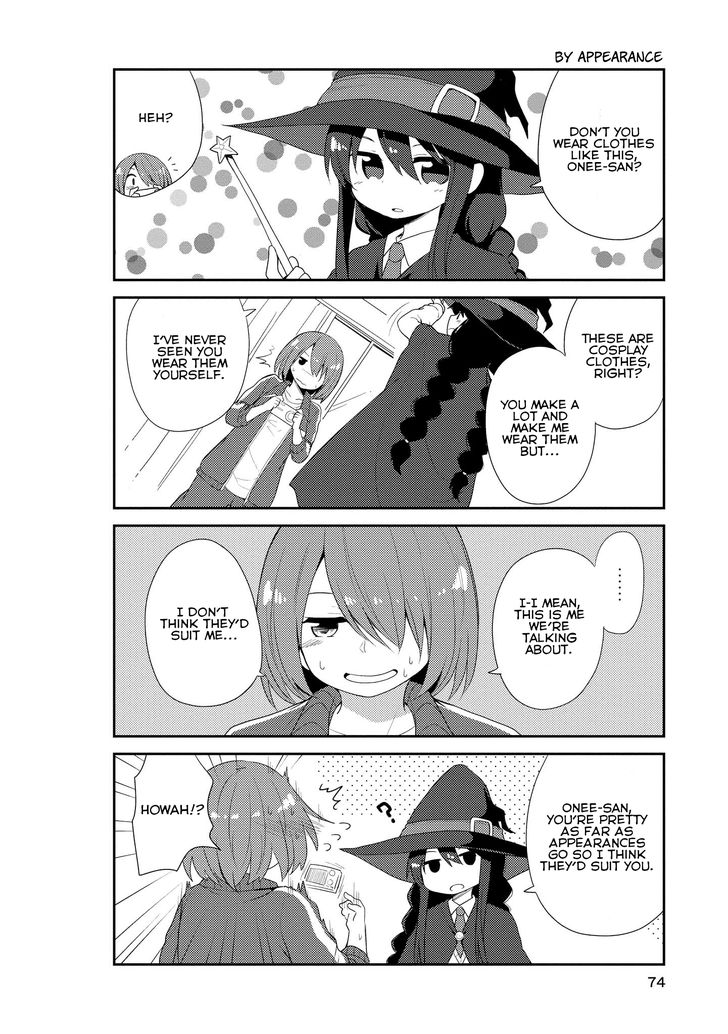 BY APPEARANCE
DON'T YOU
WEAR CLOTHES
LIKE THIS,
ONEE-SAN?
HEH?
THESE ARE
COSPLAY
CLOTHES,
RIGHT?
YOU MAKE A
LOT AND
MAKE ME
WEAR THEM
BUT...
I'VE NEVER
SEEN YOU
WEAR THEM
YOURSELF.
......
I-I MEAN,
THIS IS ME
WE'RE
TALKING
ABOUT.
I DON'T
THINK THEY'D
SUIT ME...
ONEE-SAN,
YOU'RE PRETTY
AS FAR AS
APPEARANCES
GO SO I THINK
THEY'D SUIT YOU.
?
HOWAH!?
74